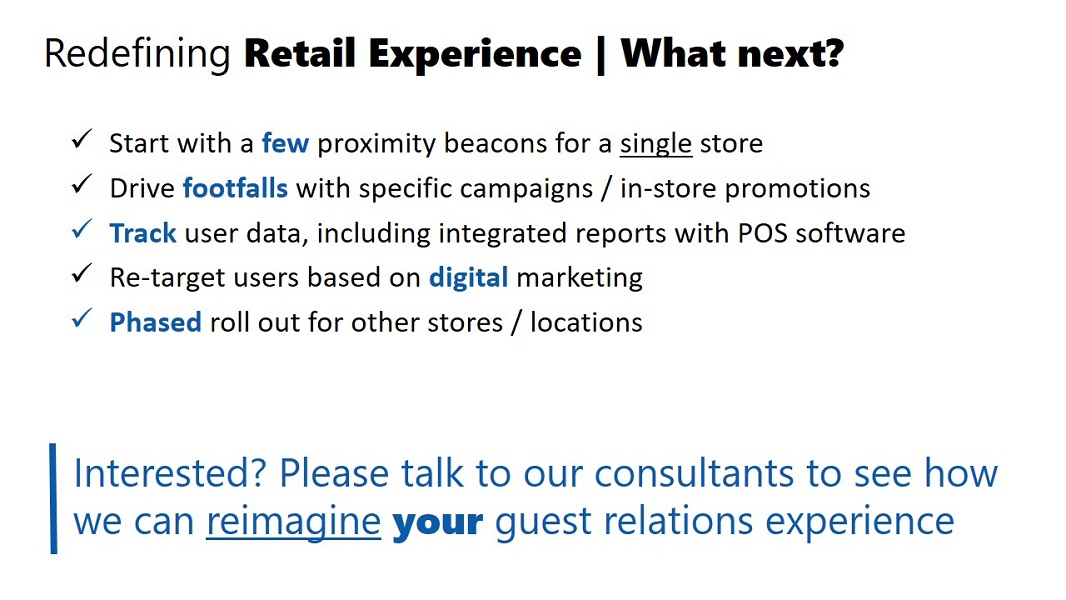 Redefining Retail Experience | What next?
✓ Start with a few proximity beacons for a single store
✓ Drive footfalls with specific campaigns / in-store promotions
✓ Track user data, including integrated reports with POS software
✓ Re-target users based on digital marketing
✓ Phased roll out for other stores / locations
Interested? Please talk to our consultants to see how
we can reimagine your guest relations experience